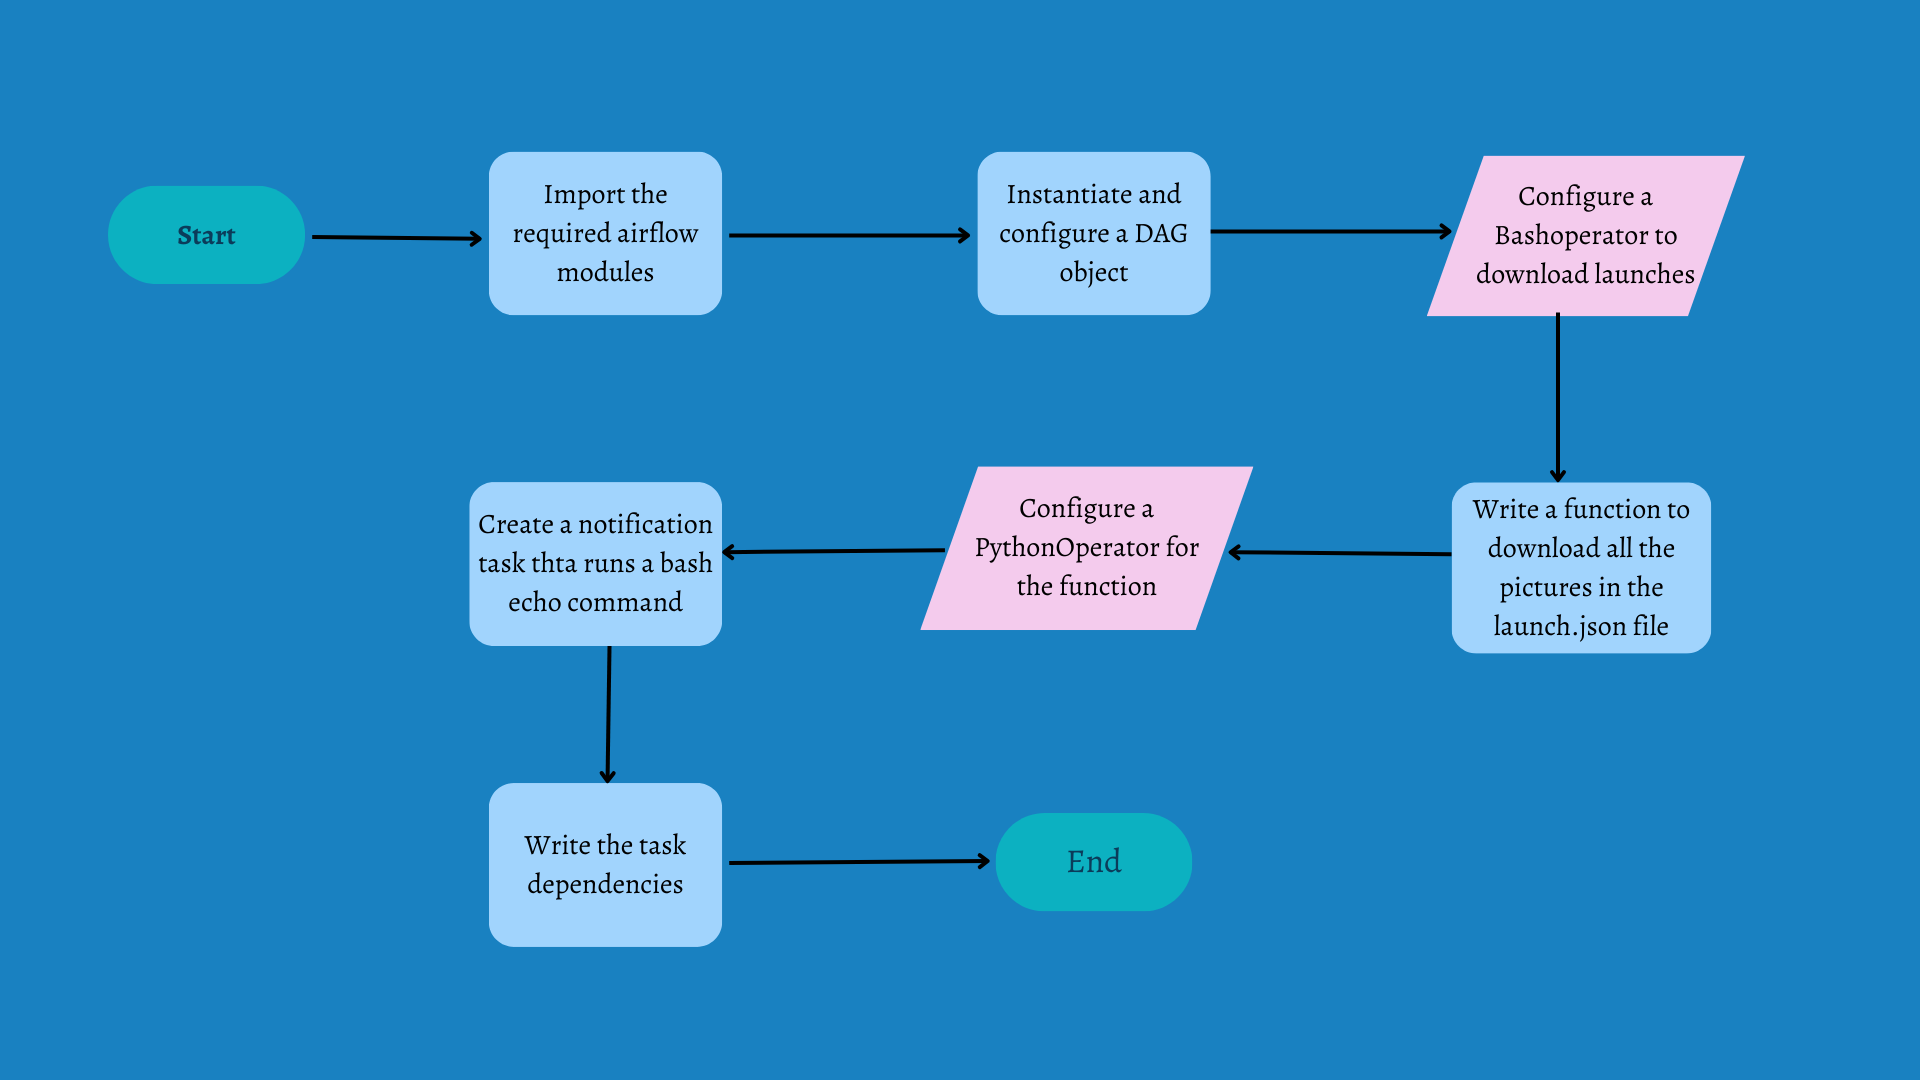 Start
Import the
required airflow
modules
Instantiate and
configure a DAG
object
Configure a
Bashoperator to
download launches
Write a function to
download all the
pictures in the
launch.json file
Configure a
PythonOperator for
the function
Create a notification
task thta runs a bash
echo command
Write the task
dependencies
End